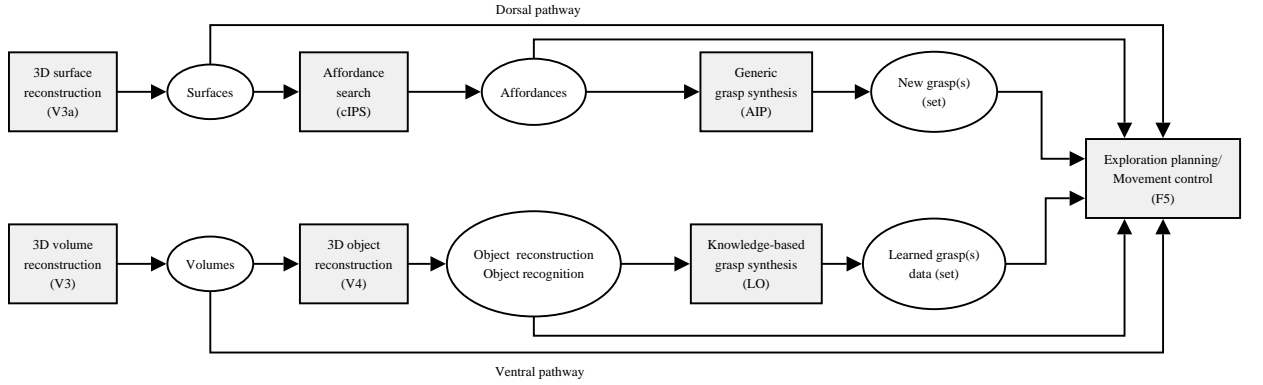 Dorsal pathway
3D surface
reconstruction
(V3a)
Surfaces
Affordance
search
(cIPS)
Affordances
Generic
grasp synthesis
(AIP)
New grasp(s)
(set)
Exploration planning/
Movement control
(F5)
3D volume
reconstruction
(V3)
Volumes
3D object
reconstruction
(V4)
Object reconstruction
Object recognition
Knowledge-based
grasp synthesis
(LO)
Learned grasp(s)
data (set)
Ventral pathway